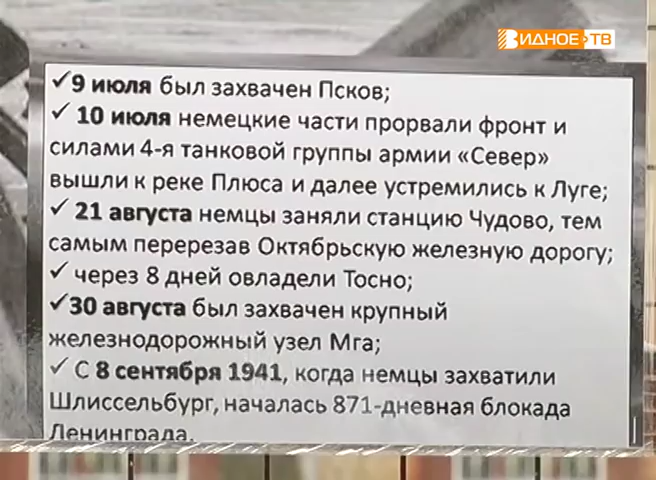 ВИДНОЕ ТВ
✓ 9 июля был захвачен Псков;
✓ 10 июля немецкие части прорвали фронт и
силами 4-я танковой группы армии «Север»
вышли к реке Плюса и далее устремились к Луге;
✓ 21 августа немцы заняли станцию Чудово, тем
самым перерезав Октябрьскую железную дорогу;
✓ через 8 дней овладели Тосно;
✓ 30 августа был захвачен крупный
железнодорожный узел Мга;
✓ С 8 сентября 1941, когда немцы захватили
Шлиссельбург, началась 871-дневная блокада
Ленинграда.